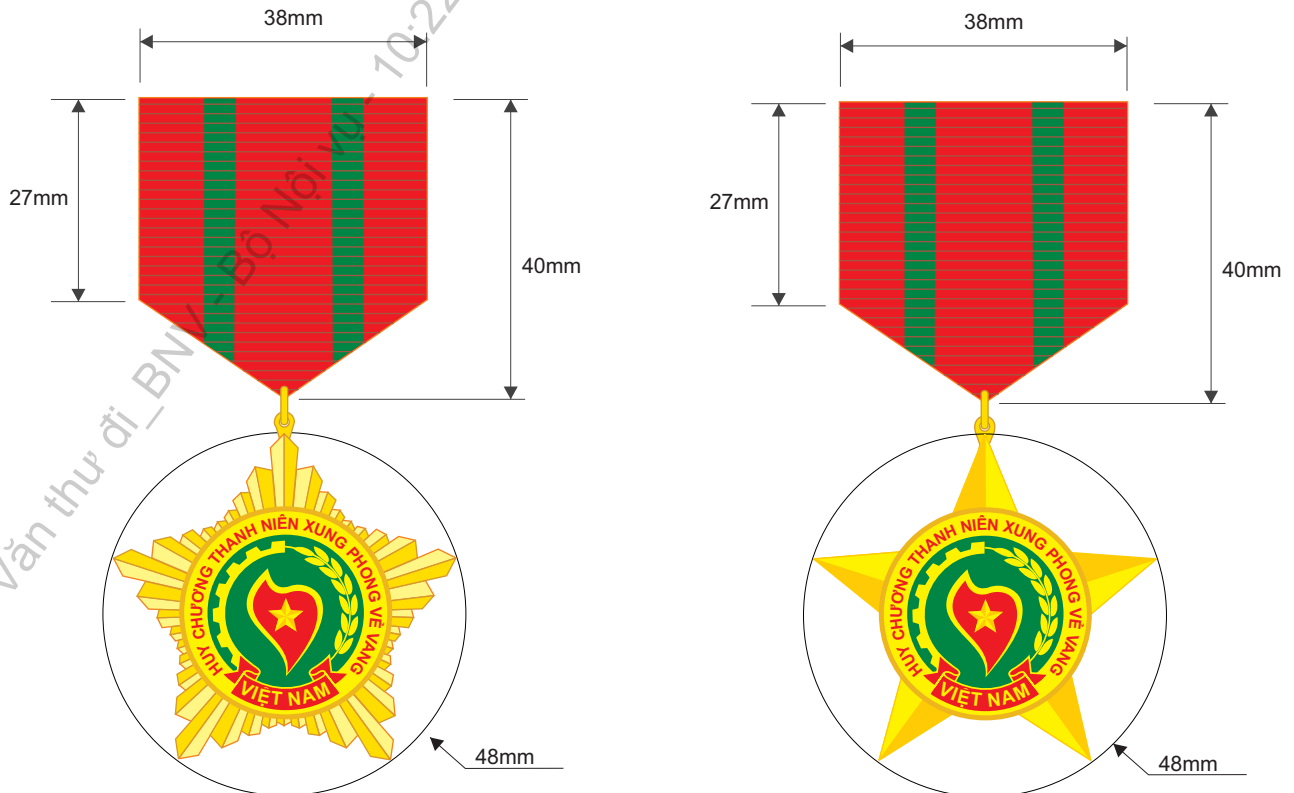 38mm
27mm
40mm
HUY CHƯƠNG THANH NIÊN XUNG PHONG VẺ VANG
VIỆT NAM
48mm
38mm
27mm
40mm
HUY CHƯƠNG THANH NIÊN XUNG PHONG VẺ VANG
VIỆT NAM
48mm
Văn thư đi_BNV - Bộ Nội vụ - 10:22